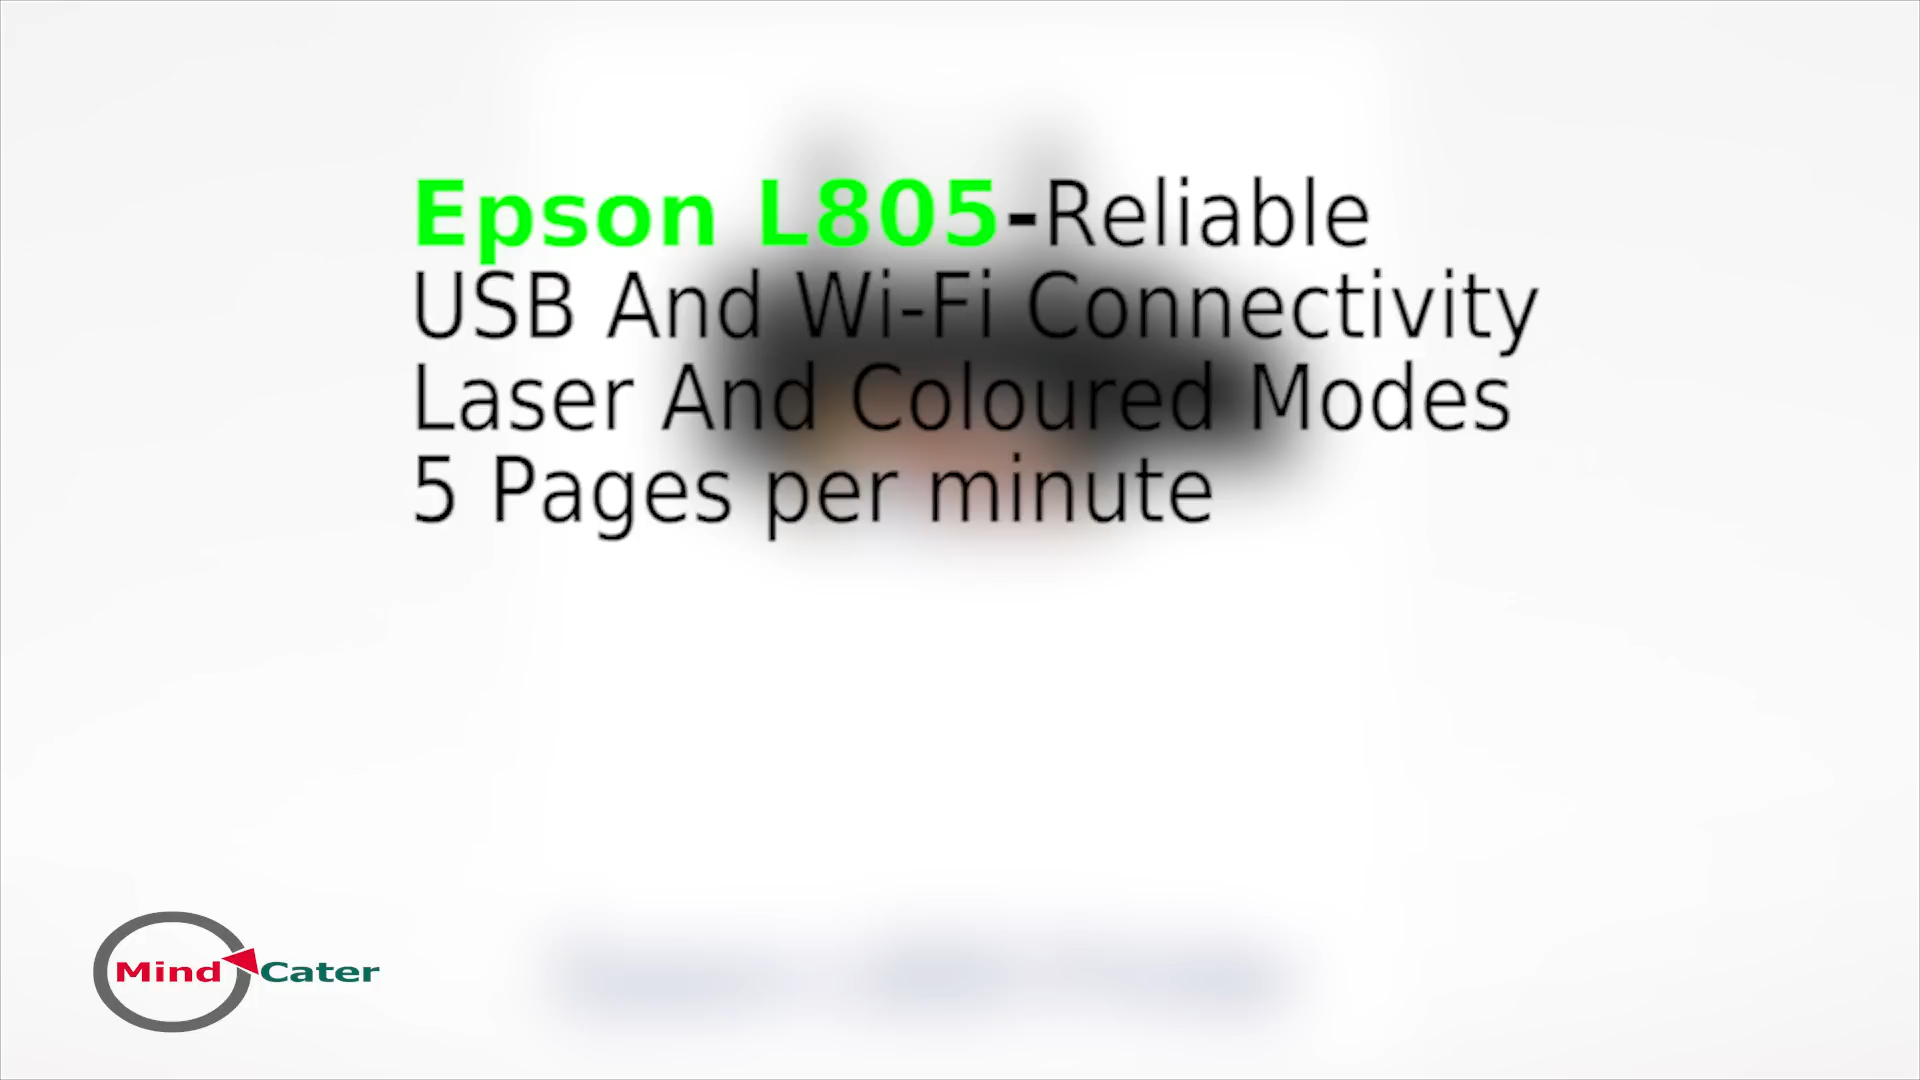 Epson L805-Reliable
USB And Wi-Fi Connectivity
Laser And Coloured Modes
5 Pages per minute
Mind Cater